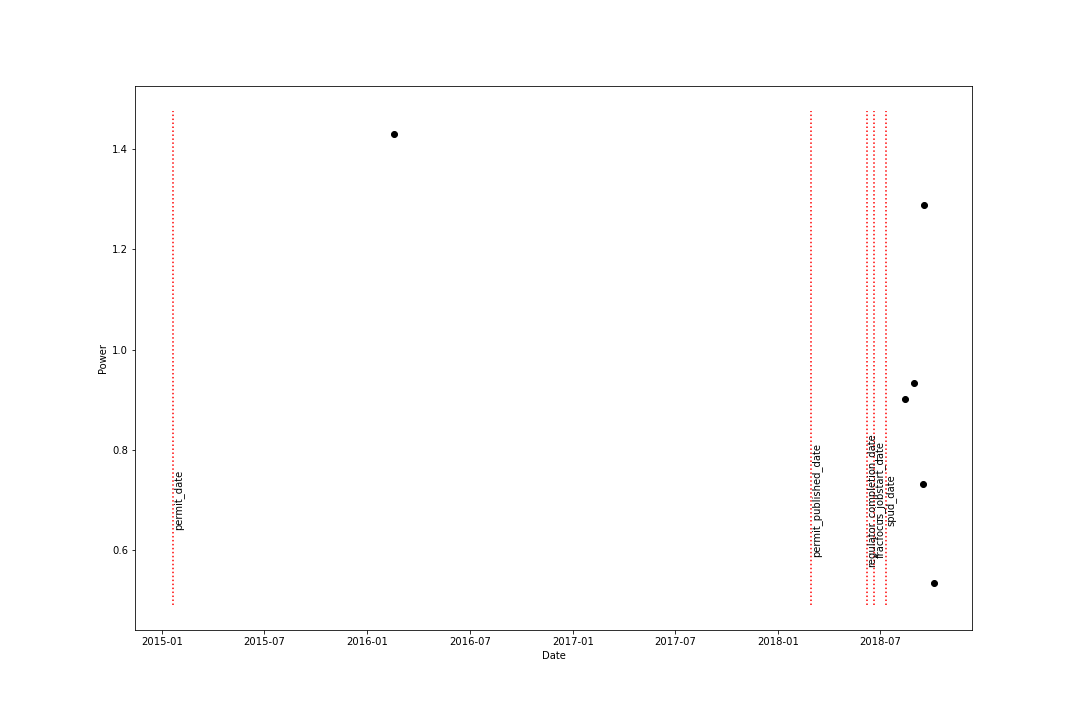 1.4
1.2
1.0
0.8
0.6
Power
permit_date
permit_published_date
regulator_completion_date
fracfocus_jobstart_date
spud_date
2015-01
2015-07
2016-01
2016-07
2017-01
2017-07
2018-01
2018-07
Date